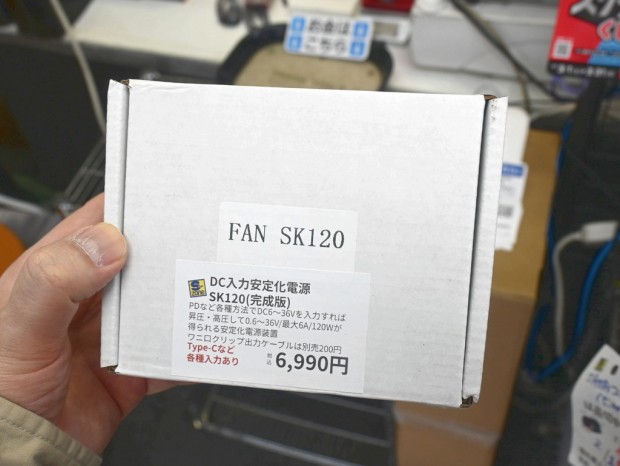 お会計は
こちら
FAN SK120
DC入力安定化電源
SK120(完成版)
PDなど各種方法でDC6～36Vを入力すれば
昇圧・高圧して0.6～36V/最大6A/120Wが
得られる安定化電源装置
ワニ口クリップ出力ケーブルは別売200円
Type-Cなど
各種入力あり
税込 6,990円